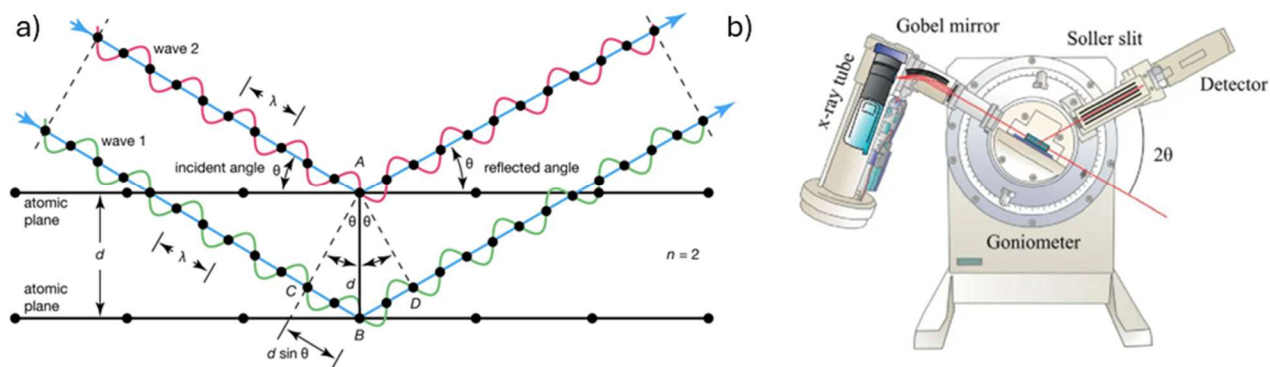 a)
wave 2
λ
wave 1
incident angle
θ
A
θ
reflected angle
atomic
plane
θ
θ
d
λ
n = 2
C
d
D
atomic
plane
B
d sin θ
b)
Gobel mirror
Soller slit
x-ray tube
Detector
2θ
Goniometer